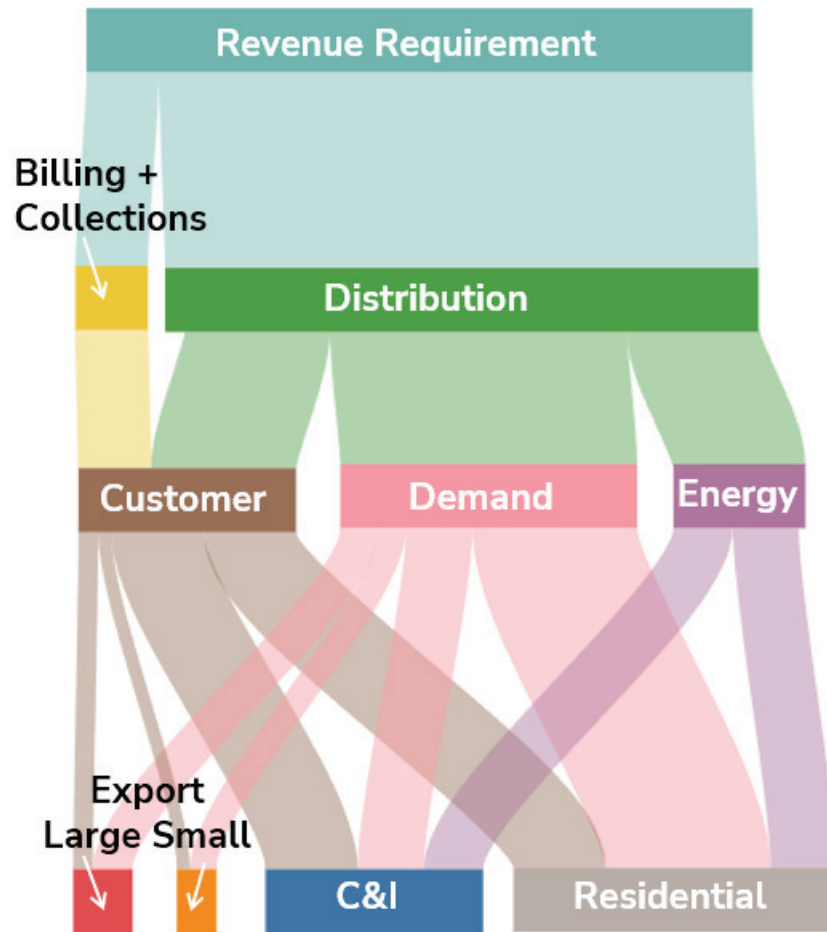 Revenue Requirement
Billing +
Collections
Distribution
Customer
Demand
Energy
Export
Large Small
C&I
Residential